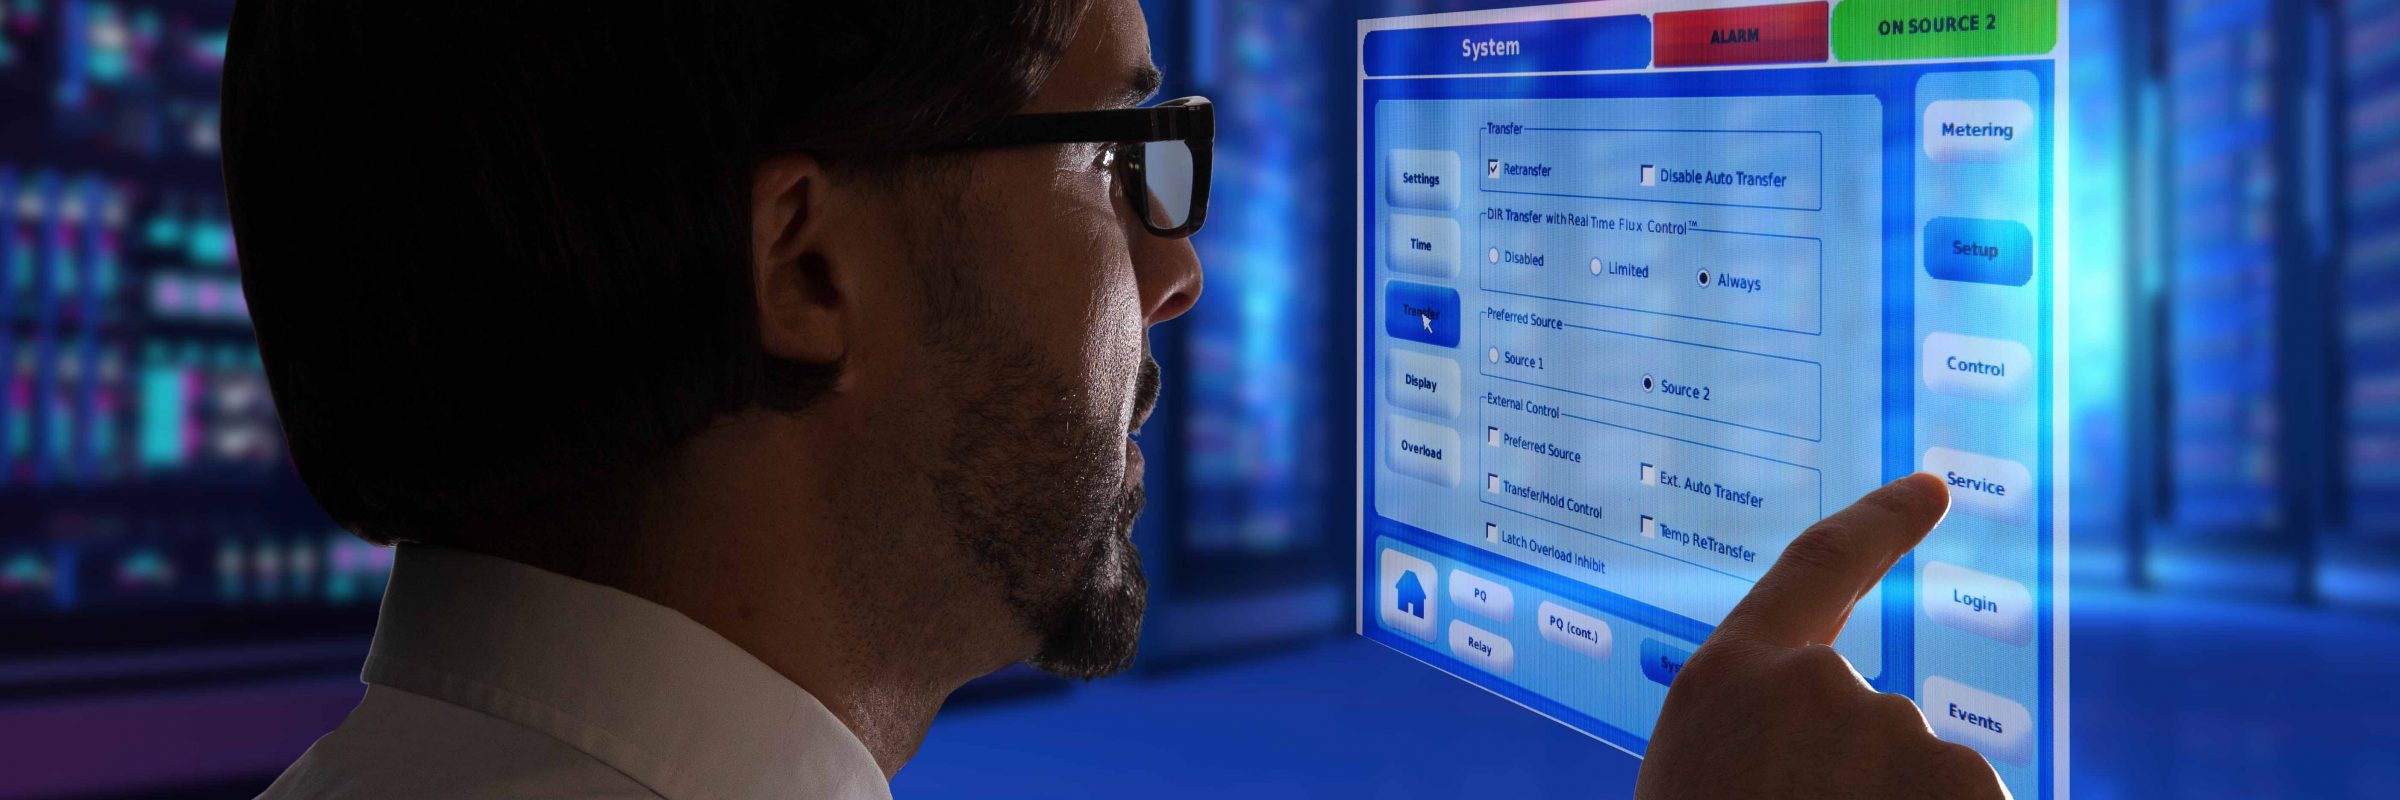 System
ALARM
ON SOURCE 2
Settings
Time
Transfer
Display
Overload
Transfer
Retransfer
Disable Auto Transfer
DIR Transfer with Real Time Flux Control™
Disabled
Limited
Always
Preferred Source
Source 1
Source 2
External Control
Preferred Source
Ext. Auto Transfer
Transfer/Hold Control
Temp ReTransfer
Latch Overload Inhibit
PQ
PQ (cont.)
Relay
Metering
Setup
Control
Service
Login
Events